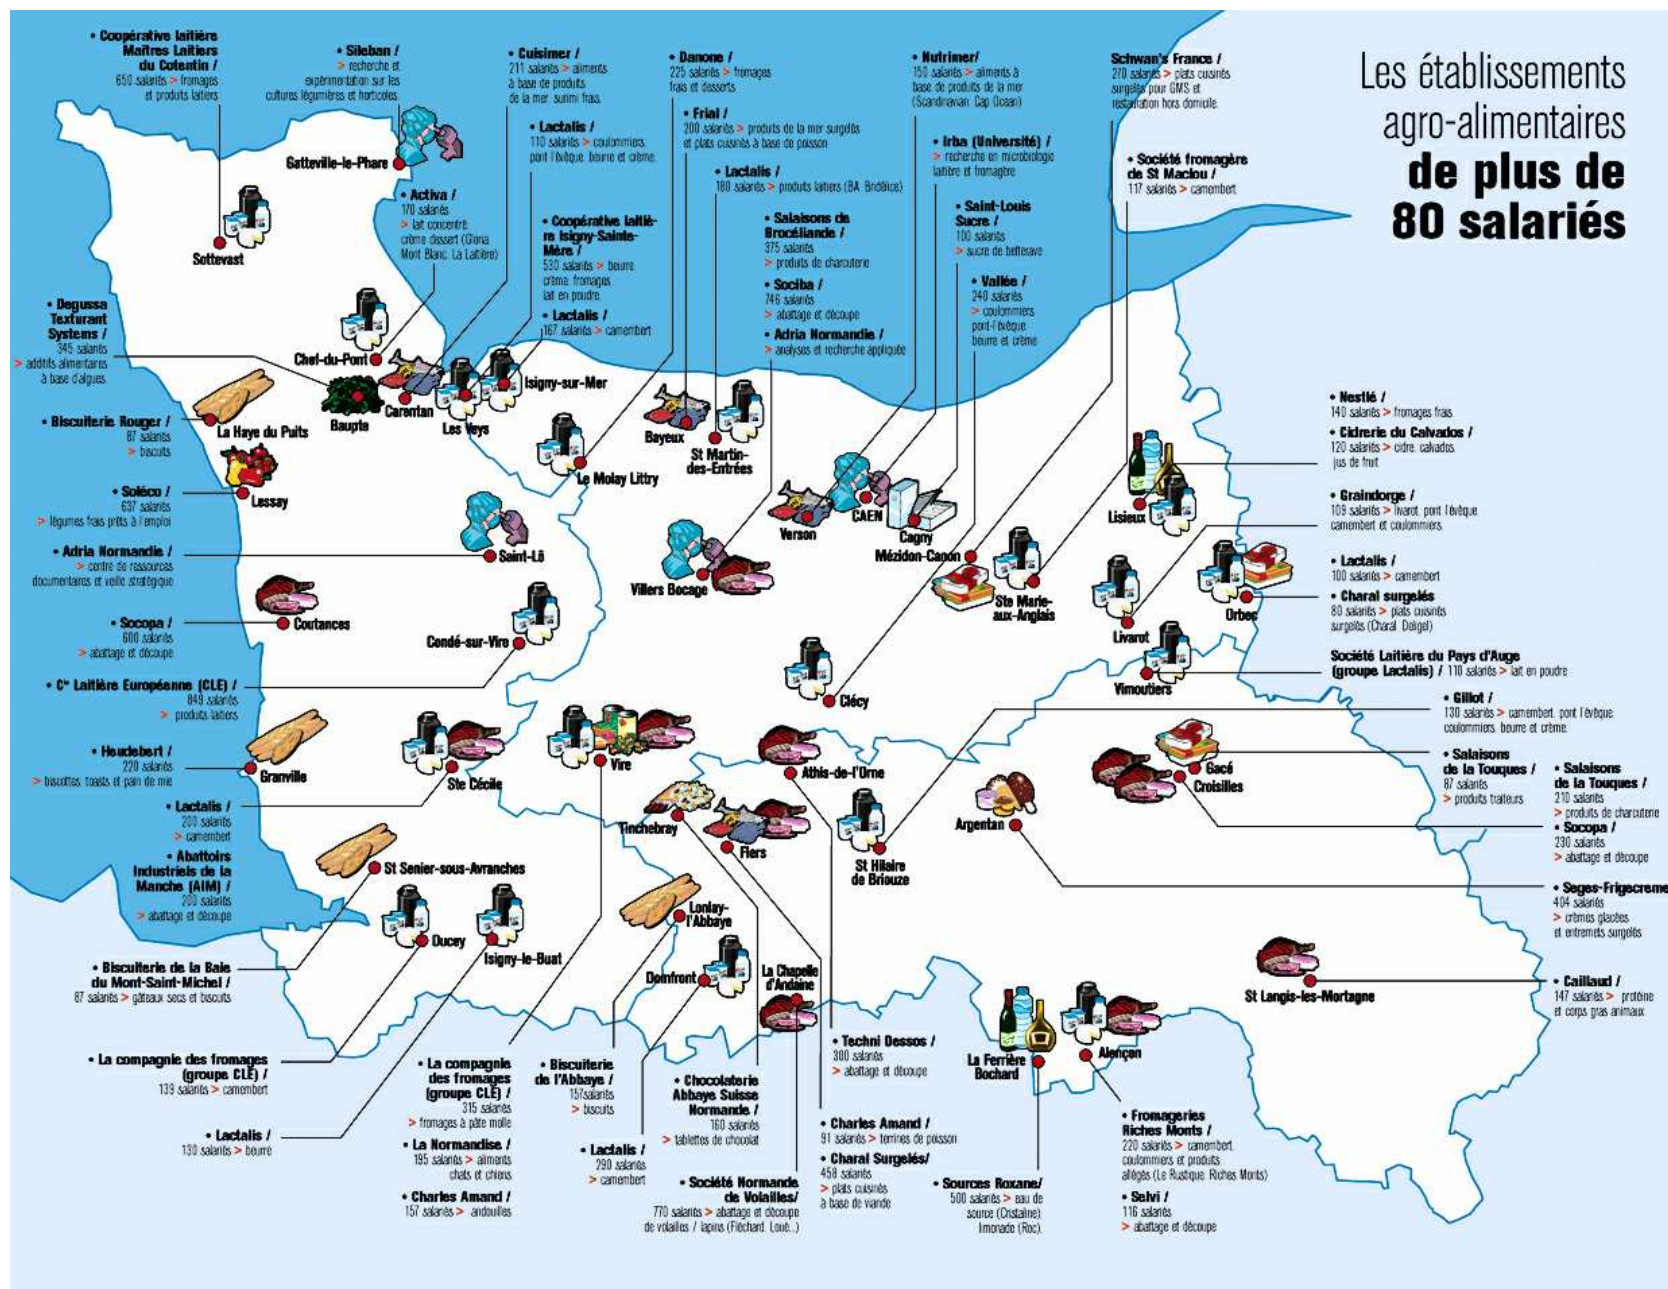 Les établissements
agro-alimentaires
de plus de
80 salariés
• Coopérative laitière
Maîtres Laitiers
du Cotentin /
650 salariés > fromages
et produits laitiers
• Sileban /
> recherche et
expérimentation sur les
cultures légumières et horticoles
• Cuisimer /
211 salariés > aliments
à base de produits
de la mer surimi frais
• Lactalis /
110 salariés > coulommiers
pont l'évêque beurre et crème
• Danone /
225 salariés > fromages
frais et desserts
• Frial /
200 salariés > produits de la mer surgelés
et plats cuisinés à base de poisson
• Lactalis /
180 salariés > produits laitiers (BA Bridélice)
• Nutrimer/
150 salariés > aliments à
base de produits de la mer
(Scandinavian Cap Océan)
• Irba (Université) /
> recherche en microbiologie
laitière et fromagère
Schwan's France /
270 salariés > plats cuisinés
surgelés pour GMS et
restauration hors domicile
• Société fromagère
de St Maclou /
117 salariés > camembert
• Activa /
170 salariés
> lait concentré
crème dessert (Gloria
Mont Blanc La Laitière)
• Coopérative laitiè-
re Isigny-Sainte-
Mère /
530 salariés > beurre
crème fromages
lait en poudre
• Lactalis /
167 salariés > camembert
• Salaisons de
Brocéliande /
375 salariés
> produits de charcuterie
• Sociba /
746 salariés
> abattage et découpe
• Adria Normandie /
> analyses et recherche appliquée
• Saint-Louis
Sucre /
100 salariés
> sucre de betterave
• Vallée /
240 salariés
> coulommiers
pont-l'évêque
beurre et crème
• Degussa
Texturant
Systems /
345 salariés
> additifs alimentaires
à base d'algues
• Biscuiterie Rouger /
87 salariés
> biscuits
• Soléco /
637 salariés
> légumes frais prêts à l'emploi
• Adria Normandie /
> centre de ressources
documentaires et veille stratégique
• Socopa /
600 salariés
> abattage et découpe
• Cie Laitière Européenne (CLE) /
849 salariés
> produits laitiers
• Heudebert /
220 salariés
> biscottes, toasts et pain de mie
• Lactalis /
200 salariés
> camembert
• Abattoirs
Industriels de la
Manche (AIM) /
200 salariés
> abattage et découpe
• Biscuiterie de la Baie
du Mont-Saint-Michel /
87 salariés > gâteaux secs et biscuits
• La compagnie des fromages
(groupe CLE) /
139 salariés > camembert
• Lactalis /
130 salariés > beurre
Gatteville-le-Phare
Sottevast
Chef-du-Pont
Baupte
Carentan
Les Veys
Isigny-sur-Mer
La Haye du Puits
Lessay
Le Molay Littry
Bayeux
St Martin-
des-Entrées
Saint-Lô
Villers Bocage
Verson
CAEN
Cagny
Mézidon-Canon
Ste Marie-
aux-Anglais
Lisieux
Livarot
Orbec
Coutances
Condé-sur-Vire
Clécy
Vimoutiers
Granville
Ste Cécile
Vire
Athis-de-l'Orne
Tinchebray
Flers
St Hilaire
de Briouze
Argentan
Gacé
Croisilles
St Senier-sous-Avranches
Ducey
Isigny-le-Buat
Lonlay-
l'Abbaye
Domfront
La Chapelle
d'Andaine
La Ferrière
Bochard
Alençon
St Langis-les-Mortagne
• Nestlé /
140 salariés > fromages frais
• Cidrerie du Calvados /
120 salariés > cidre calvados
jus de fruit
• Graindorge /
109 salariés > livarot pont l'évêque
camembert et coulommiers
• Lactalis /
100 salariés > camembert
• Charal surgelés
80 salariés > plats cuisinés
surgelés (Charal Deligel)
Société Laitière du Pays d'Auge
(groupe Lactalis) / 110 salariés > lait en poudre
• Gillot /
130 salariés > camembert pont l'évêque
coulommiers beurre et crème
• Salaisons
de la Touques /
87 salariés
> produits traiteurs
• Salaisons
de la Touques /
210 salariés
> produits de charcuterie
• Socopa /
230 salariés
> abattage et découpe
• Seges-Frigecreme
404 salariés
> crèmes glacées
et entremets surgelés
• Caillaud /
147 salariés > protéine
et corps gras animaux
• La compagnie
des fromages
(groupe CLE) /
315 salariés
> fromages à pâte molle
• La Normandise /
195 salariés > aliments
chats et chiens
• Charles Amand /
157 salariés > andouilles
• Biscuiterie
de l'Abbaye /
157salariés
> biscuits
• Lactalis /
290 salariés
> camembert
• Chocolaterie
Abbaye Suisse
Normande /
160 salariés
> tablettes de chocolat
• Société Normande
de Volailles/
770 salariés > abattage et découpe
de volailles / lapins (Fléchard Loué...)
• Techni Dessos /
300 salariés
> abattage et découpe
• Charles Amand /
91 salariés > terrines de poisson
• Charal Surgelés/
458 salariés
> plats cuisinés
à base de viande
• Sources Roxane/
500 salariés > eau de
source (Cristaline)
limonade (Roc)
• Fromageries
Riches Monts /
220 salariés > camembert
coulommiers et produits
allégés (Le Rustique Riches Monts)
• Selvi /
116 salariés
> abattage et découpe